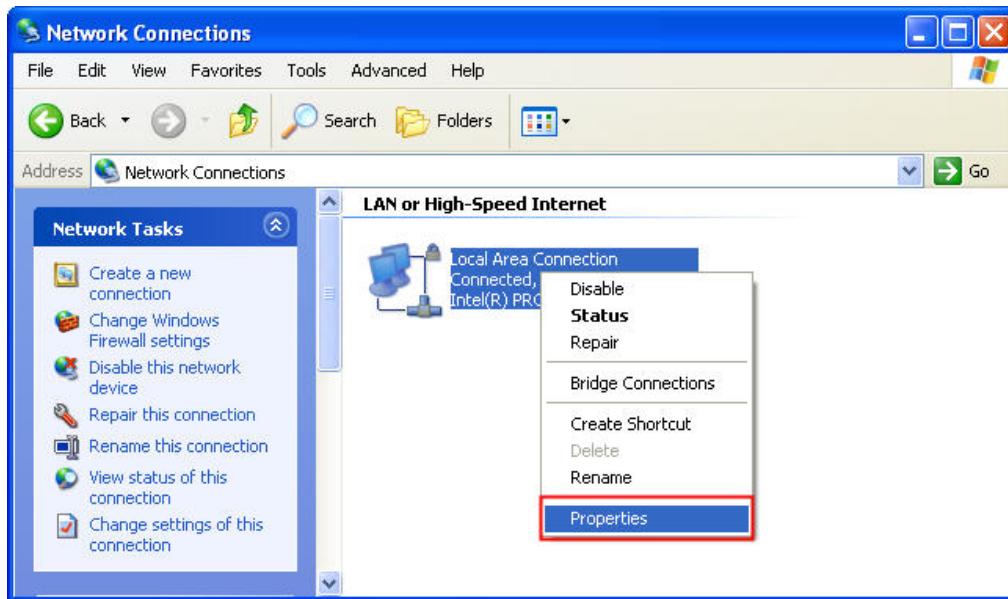 Network Connections
File Edit View Favorites Tools Advanced Help
Back Search Folders
Address Network Connections Go
Network Tasks
Create a new
connection
Change Windows
Firewall settings
Disable this network
device
Repair this connection
Rename this connection
View status of this
connection
Change settings of this
connection
LAN or High-Speed Internet
Local Area Connection
Connected,
Intel(R)
Disable
Status
Repair
Bridge Connections
Create Shortcut
Delete
Rename
Properties